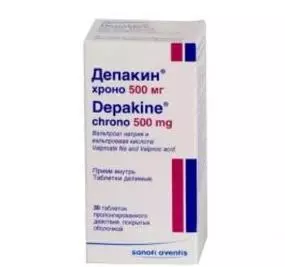 Депакин®
хроно 500 мг
Depakine®
chrono 500 mg
Вальпроат натрия и
вальпроевая кислота
Valproate Na and Valproic acid
Прием внутрь
Таблетки делимые
30 таблеток
пролонгированного
действия, покрытых
оболочкой
sanofi aventis